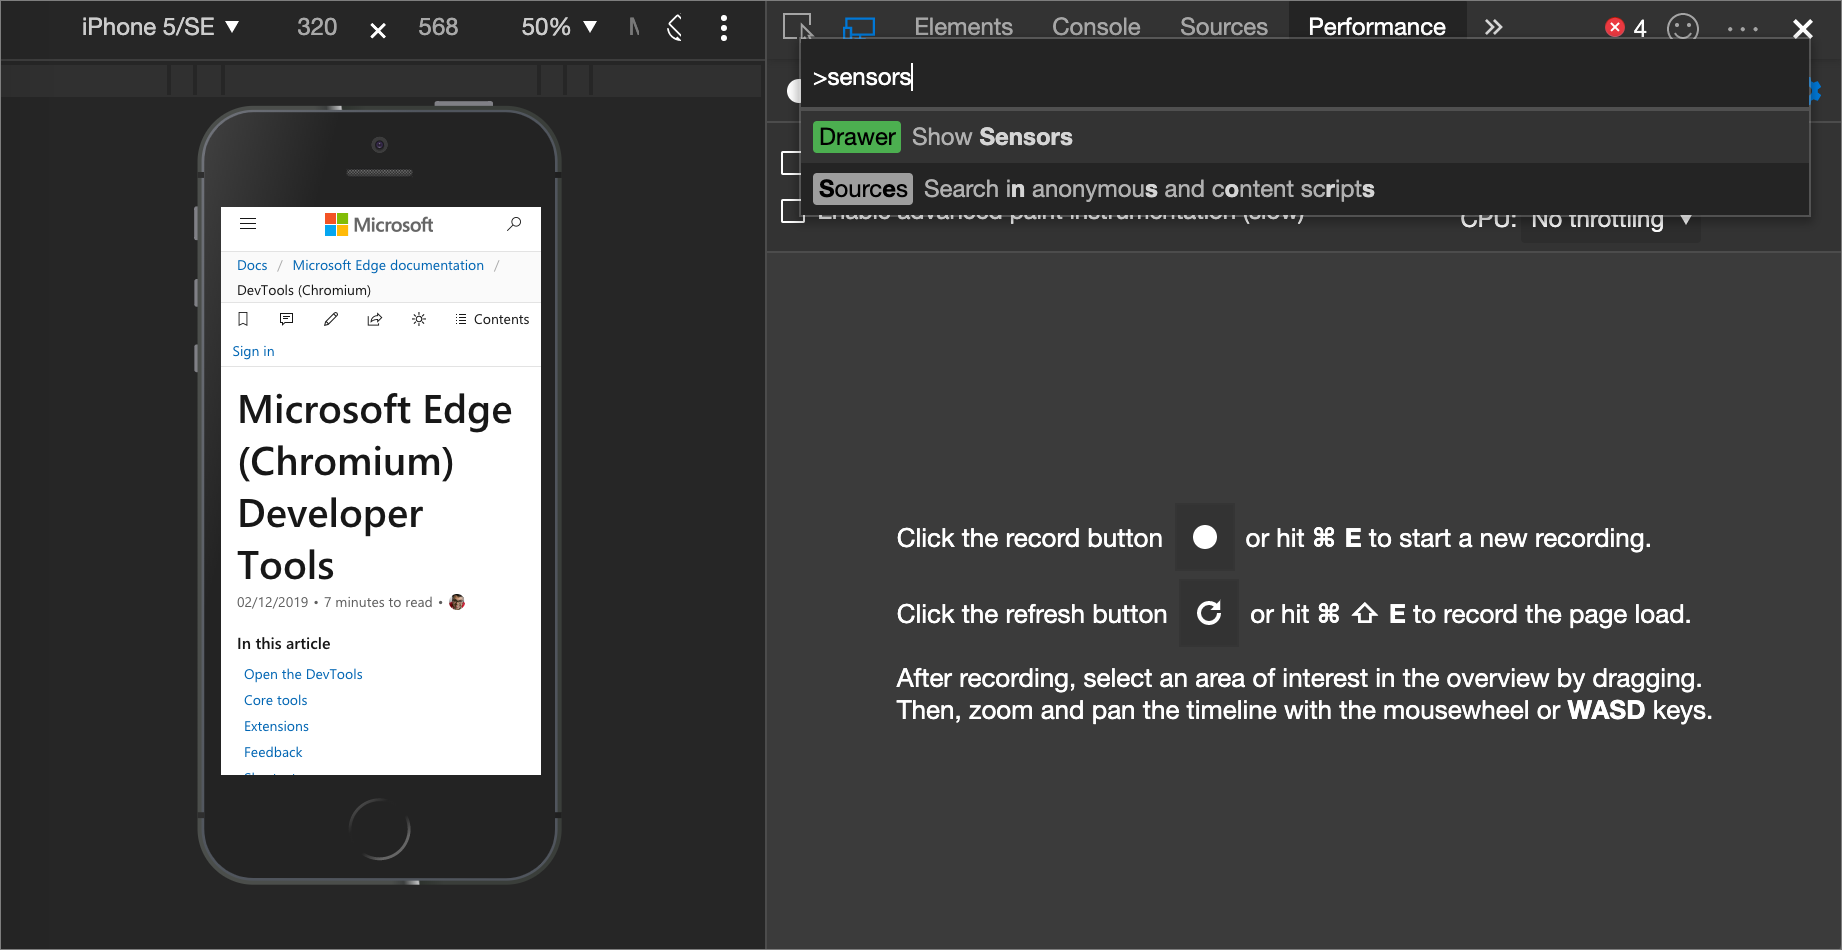 iPhone 5/SE ▼ 320 × 568 50% ▼
Elements Console Sources Performance » 4
>sensors
Drawer Show Sensors
Sources Search in anonymous and content scripts
Enable advanced paint instrumentation (slow)
CPU: No throttling ▼
Microsoft
Docs / Microsoft Edge documentation /
DevTools (Chromium)
Contents
Sign in
Microsoft Edge
(Chromium)
Developer
Tools
02/12/2019 • 7 minutes to read •
In this article
Open the DevTools
Core tools
Extensions
Feedback
Click the record button or hit ⌘ E to start a new recording.
Click the refresh button or hit ⌘ ⇧ E to record the page load.
After recording, select an area of interest in the overview by dragging.
Then, zoom and pan the timeline with the mousewheel or WASD keys.